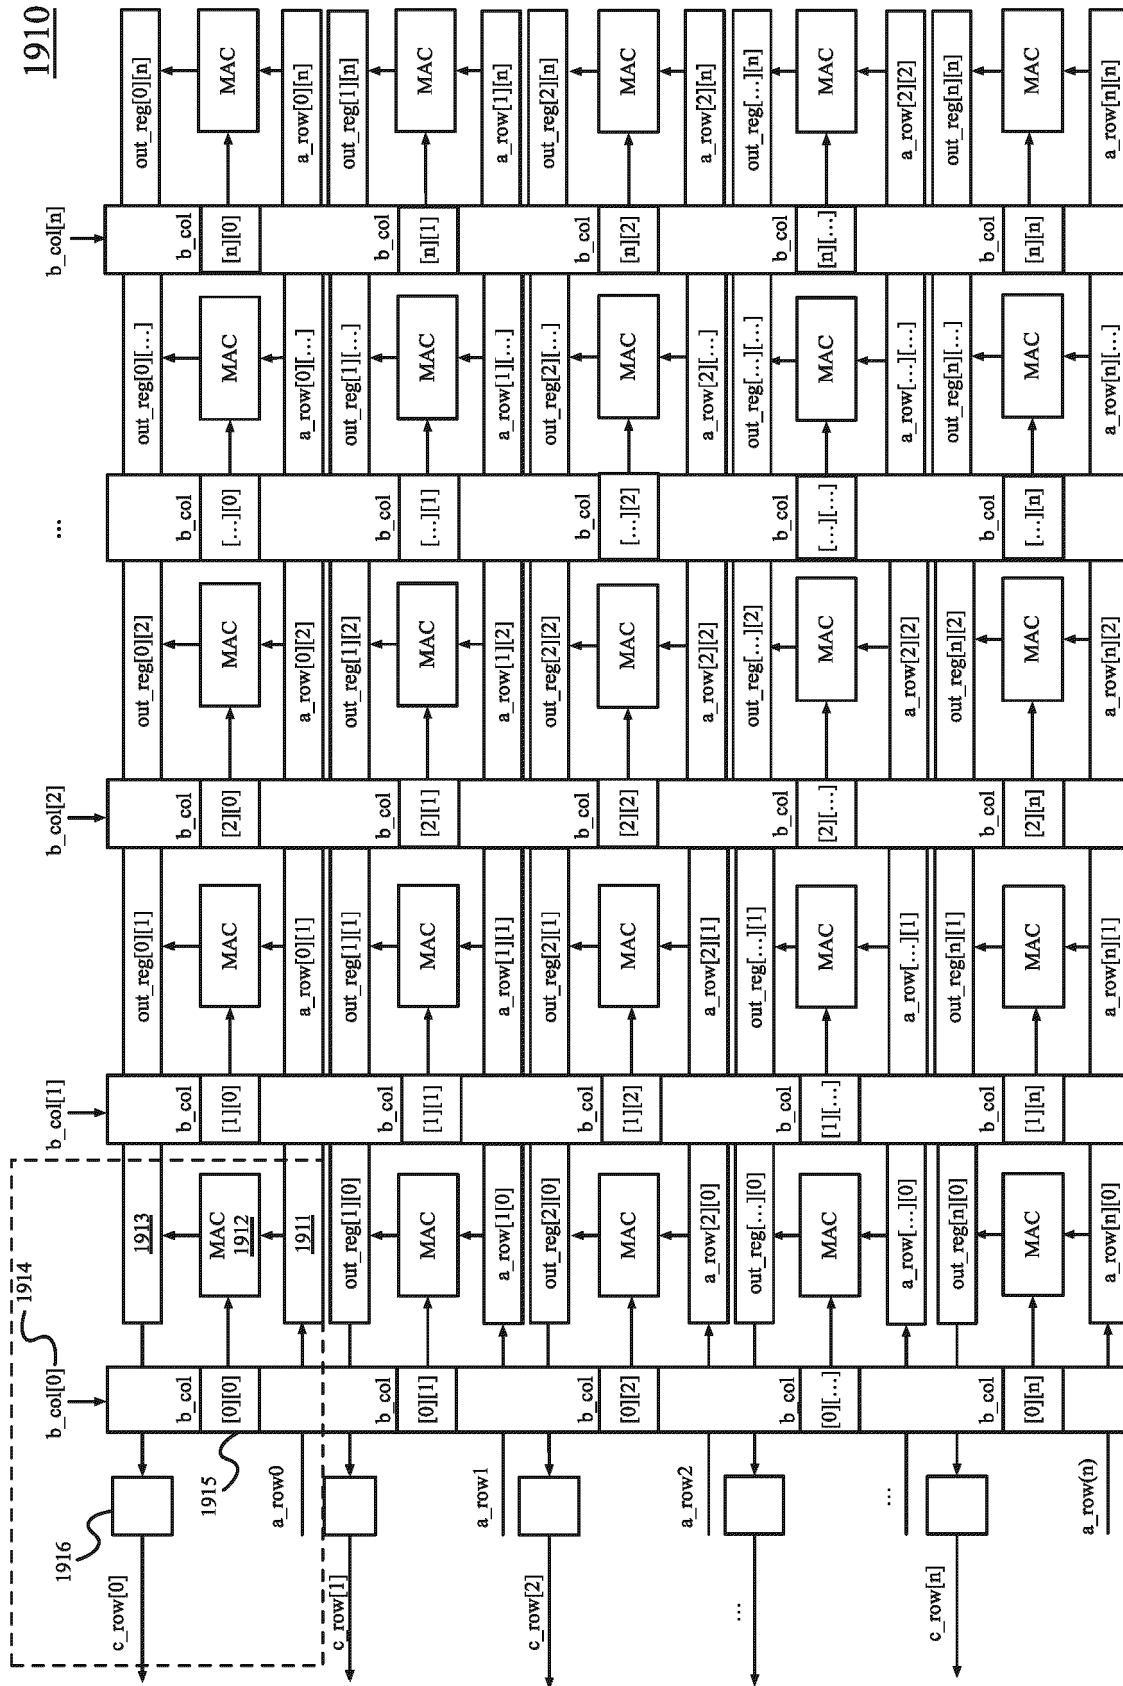 1914
1910
b_col[0]
b_col[1]
b_col[2]
...
b_col[n]
1916
c_row[0]
1913
out_reg[0][1]
out_reg[0][2]
out_reg[0][…]
out_reg[0][n]
b_col
b_col
b_col
b_col
b_col
1915
[0][0]
MAC
1912
[1][0]
MAC
[2][0]
MAC
[…][0]
MAC
[n][0]
MAC
a_row0
1911
a_row[0][1]
a_row[0][2]
a_row[0][…]
a_row[0][n]
c_row[1]
out_reg[1][0]
out_reg[1][1]
out_reg[1][2]
out_reg[1][…]
out_reg[1][n]
b_col
b_col
b_col
b_col
b_col
[0][1]
MAC
[1][1]
MAC
[2][1]
MAC
[…][1]
MAC
[n][1]
MAC
a_row1
a_row[1[0]
a_row[1][1]
a_row[1][2]
a_row[1][…]
a_row[1][n]
c_row[2]
out_reg[2][0]
out_reg[2][1]
out_reg[2][2]
out_reg[2][…]
out_reg[2][n]
b_col
b_col
b_col
b_col
b_col
[0][2]
MAC
[1][2]
MAC
[2][2]
MAC
[…][2]
MAC
[n][2]
MAC
a_row2
a_row[2][0]
a_row[2][1]
a_row[2][2]
a_row[2][…]
a_row[2][n]
…
out_reg[…][0]
out_reg[…][1]
out_reg[…][2]
out_reg[…][…]
out_reg[…][n]
b_col
b_col
b_col
b_col
b_col
[0][…]
MAC
[1][…]
MAC
[2][…]
MAC
[…][…]
MAC
[n][…]
MAC
…
a_row[…][0]
a_row[…][1]
a_row[2][2]
a_row[…][…]
a_row[2][2]
c_row[n]
out_reg[n][0]
out_reg[n][1]
out_reg[n][2]
out_reg[n][…]
out_reg[n][n]
b_col
b_col
b_col
b_col
b_col
[0][n]
MAC
[1][n]
MAC
[2][n]
MAC
[…][n]
MAC
[n][n]
MAC
a_row(n)
a_row[n][0]
a_row[n][1]
a_row[n][2]
a_row[n][…]
a_row[n][n]